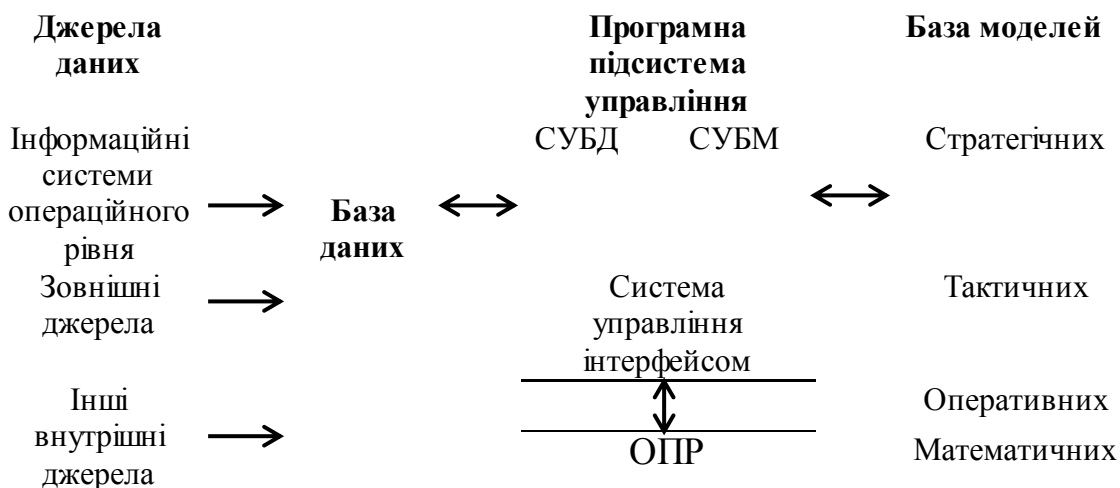 Джерела
даних
Програмна
підсистема
управління
База моделей
Інформаційні
системи
операційного
рівня
База
даних
СУБД СУБМ
Стратегічних
Зовнішні
джерела
Система
управління
інтерфейсом
Тактичних
Інші
внутрішні
джерела
ОПР
Оперативних
Математичних